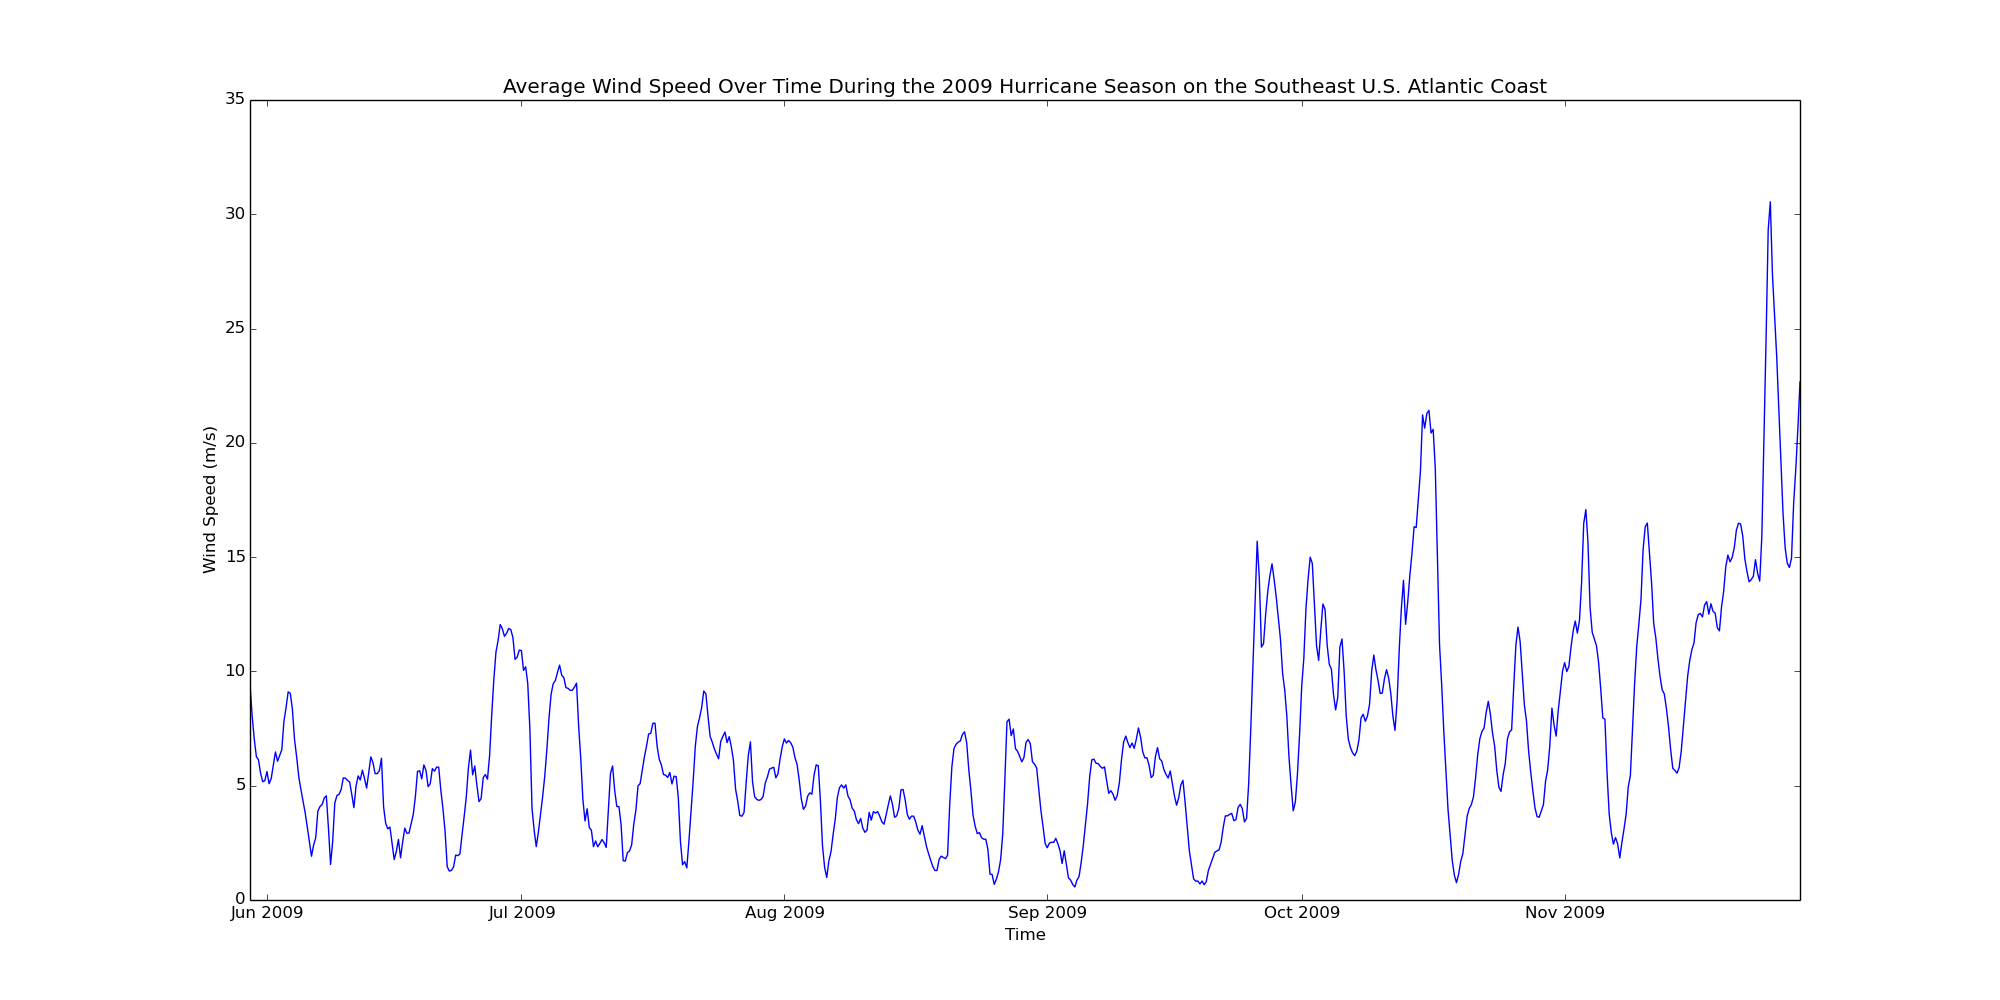 Average Wind Speed Over Time During the 2009 Hurricane Season on the Southeast U.S. Atlantic Coast
35
30
25
20
15
10
5
0
Wind Speed (m/s)
Jun 2009 Jul 2009 Aug 2009 Sep 2009 Oct 2009 Nov 2009
Time